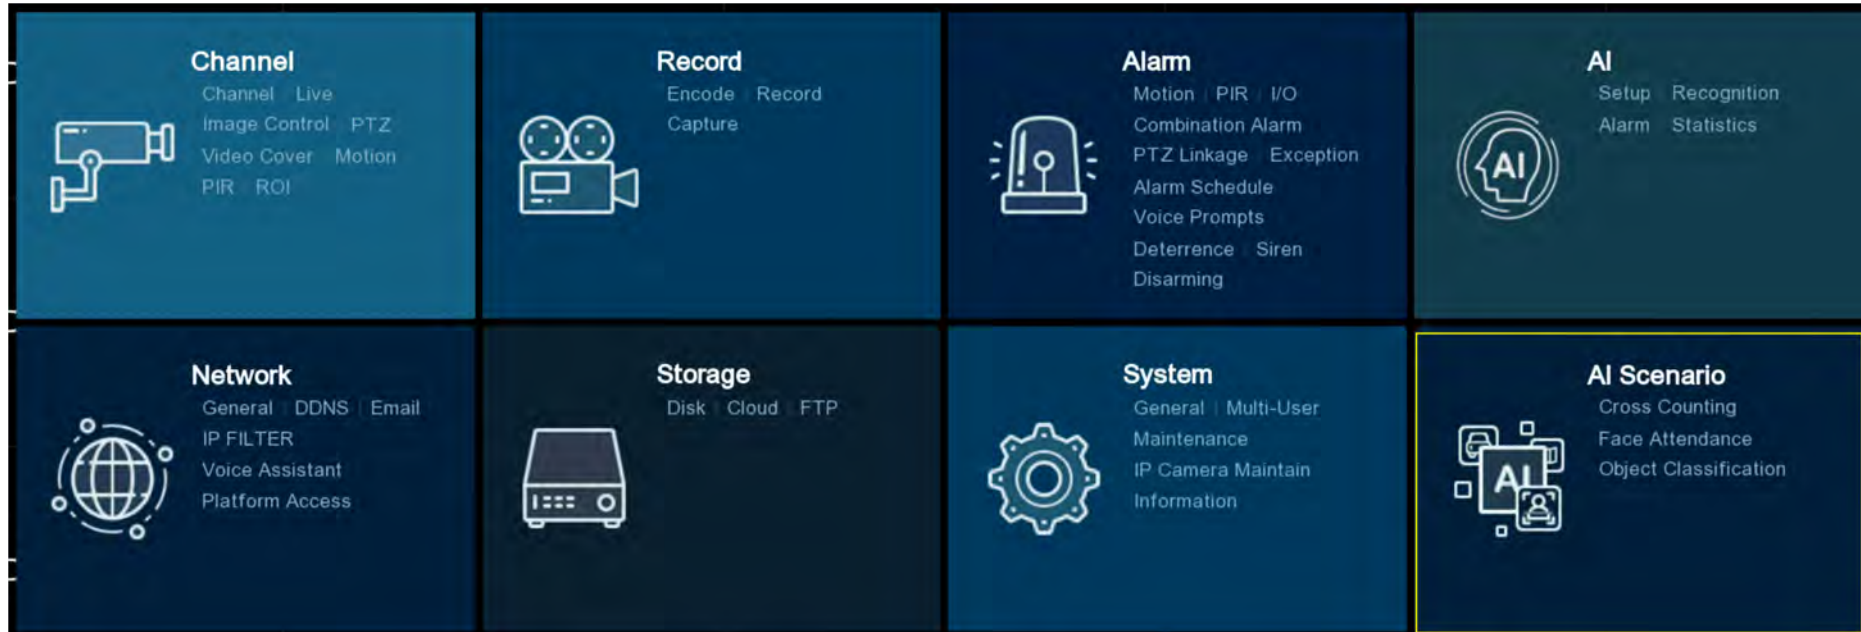 Channel
Channel | Live
Image Control | PTZ
Video Cover | Motion
PIR | ROI
Record
Encode | Record
Capture
Alarm
Motion | PIR | I/O
Combination Alarm
PTZ Linkage | Exception
Alarm Schedule
Voice Prompts
Deterrence | Siren
Disarming
AI
Setup | Recognition
Alarm | Statistics
AI
Network
General | DDNS | Email
IP FILTER
Voice Assistant
Platform Access
Storage
Disk | Cloud | FTP
System
General | Multi-User
Maintenance
IP Camera Maintain
Information
AI Scenario
Cross Counting
Face Attendance
Object Classification
AI